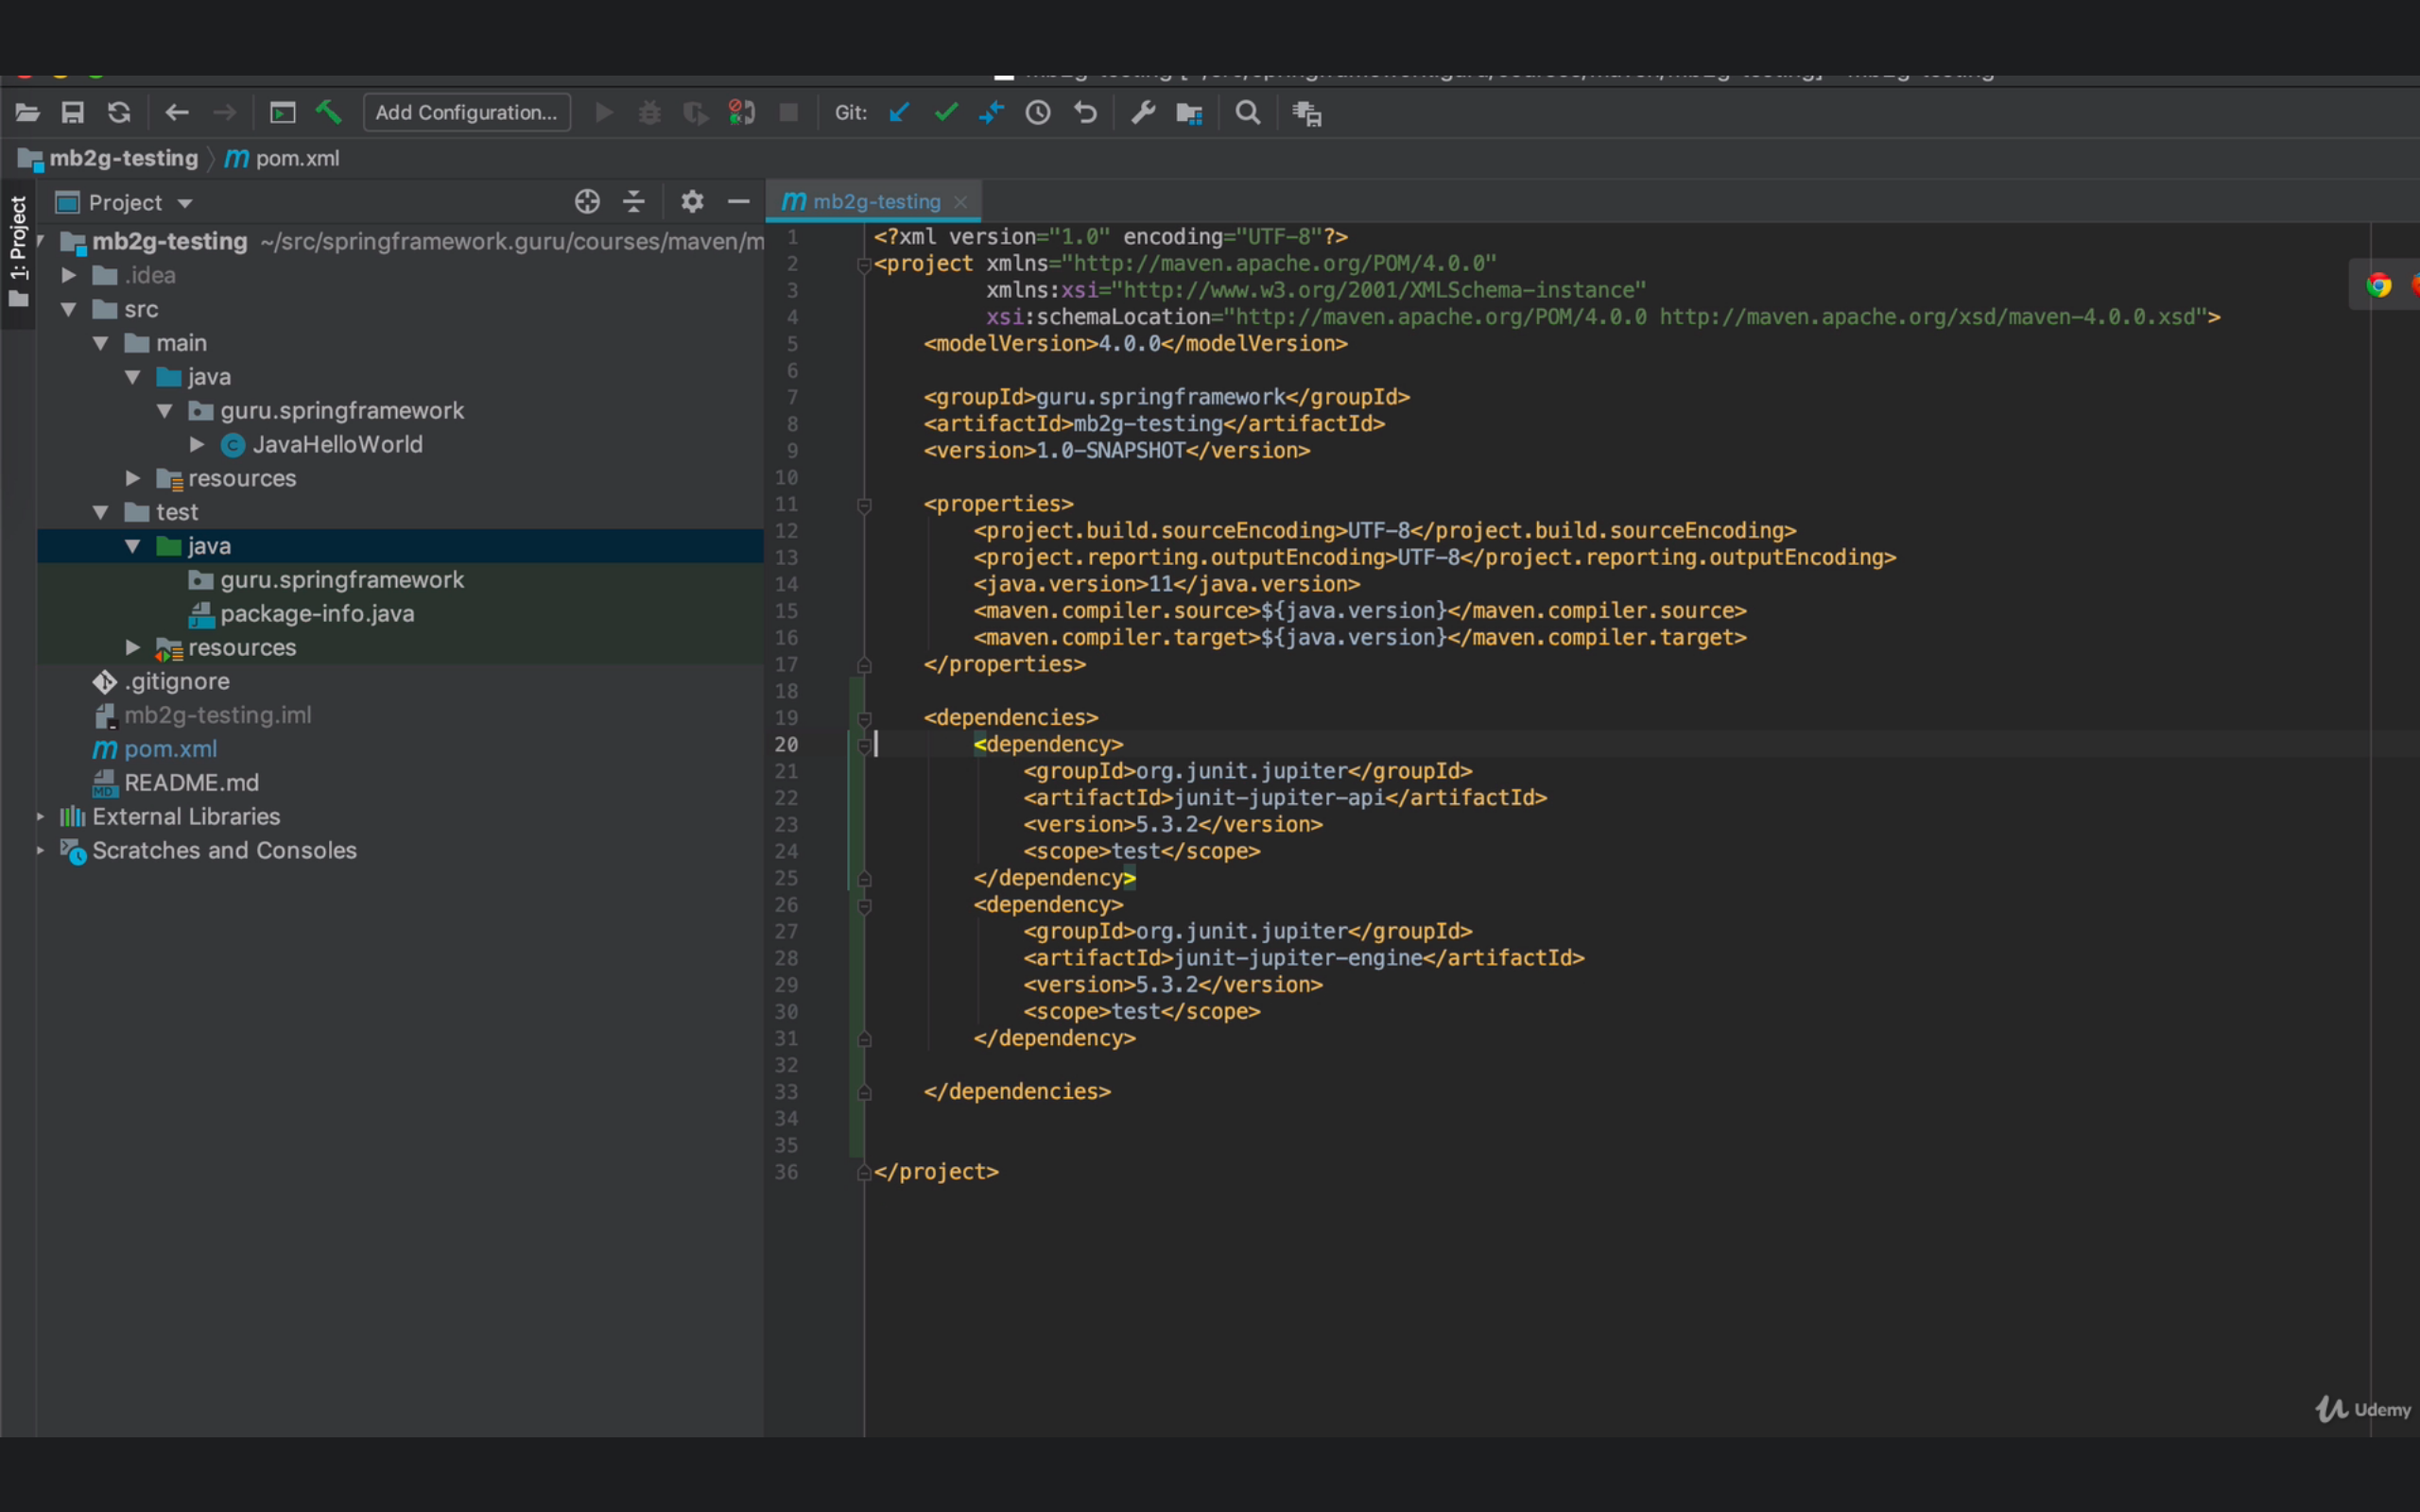 Add Configuration...
Git:
mb2g-testing
pom.xml
1: Project
Project
mb2g-testing ~/src/springframework.guru/courses/maven/m
.idea
src
main
java
guru.springframework
JavaHelloWorld
resources
test
java
guru.springframework
package-info.java
resources
.gitignore
mb2g-testing.iml
pom.xml
README.md
External Libraries
Scratches and Consoles
mb2g-testing
1 <?xml version="1.0" encoding="UTF-8"?>
2 <project xmlns="http://maven.apache.org/POM/4.0.0"
3 xmlns:xsi="http://www.w3.org/2001/XMLSchema-instance"
4 xsi:schemaLocation="http://maven.apache.org/POM/4.0.0 http://maven.apache.org/xsd/maven-4.0.0.xsd">
5 <modelVersion>4.0.0</modelVersion>
6
7 <groupId>guru.springframework</groupId>
8 <artifactId>mb2g-testing</artifactId>
9 <version>1.0-SNAPSHOT</version>
10
11 <properties>
12 <project.build.sourceEncoding>UTF-8</project.build.sourceEncoding>
13 <project.reporting.outputEncoding>UTF-8</project.reporting.outputEncoding>
14 <java.version>11</java.version>
15 <maven.compiler.source>${java.version}</maven.compiler.source>
16 <maven.compiler.target>${java.version}</maven.compiler.target>
17 </properties>
18
19 <dependencies>
20 <dependency>
21 <groupId>org.junit.jupiter</groupId>
22 <artifactId>junit-jupiter-api</artifactId>
23 <version>5.3.2</version>
24 <scope>test</scope>
25 </dependency>
26 <dependency>
27 <groupId>org.junit.jupiter</groupId>
28 <artifactId>junit-jupiter-engine</artifactId>
29 <version>5.3.2</version>
30 <scope>test</scope>
31 </dependency>
32
33 </dependencies>
34
35
36 </project>
Udemy